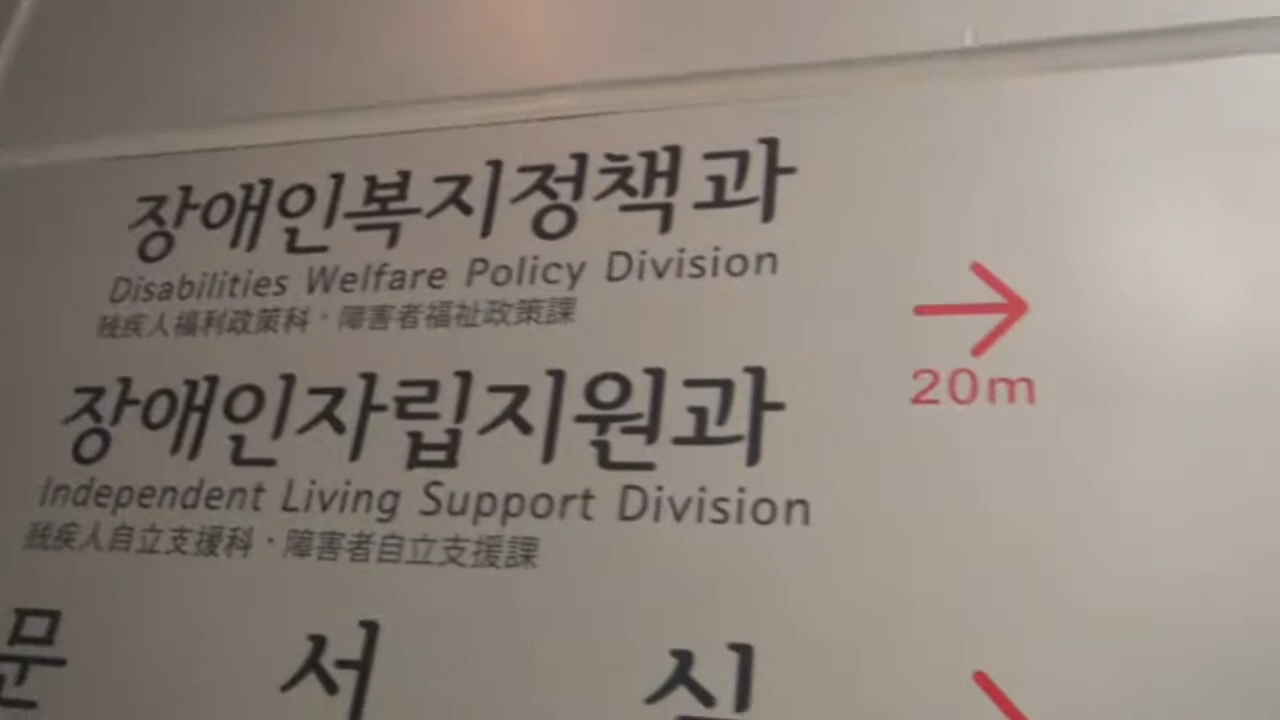 장애인복지정책과
Disabilities Welfare Policy Division
残疾人福利政策科 · 障害者福祉政策課
20m
장애인자립지원과
Independent Living Support Division
残疾人自立支援科 · 障害者自立支援課
문 서 실